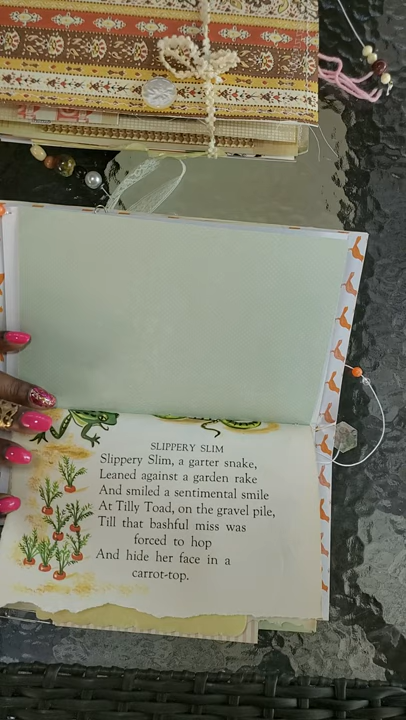 SLIPPERY SLIM
Slippery Slim, a garter snake,
Leaned against a garden rake
And smiled a sentimental smile
At Tilly Toad, on the gravel pile,
Till that bashful miss was
forced to hop
And hide her face in a
carrot-top.